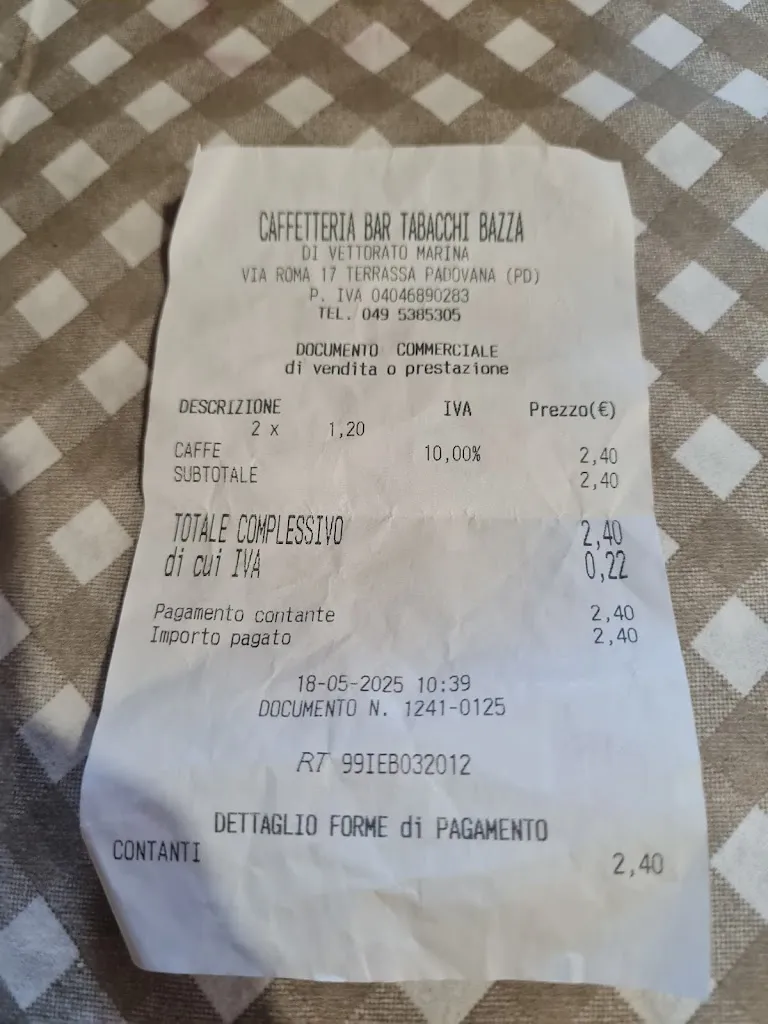 CAFFETTERIA BAR TABACCHI BAZZA
DI VETTORATO MARINA
VIA ROMA 17 TERRASSA PADOVANA (PD)
P. IVA 04046890283
TEL. 049 5385305
DOCUMENTO COMMERCIALE
di vendita o prestazione
DESCRIZIONE IVA Prezzo(€)
2 x 1,20
CAFFE 10,00% 2,40
SUBTOTALE 2,40
TOTALE COMPLESSIVO 2,40
di cui IVA 0,22
Pagamento contante 2,40
Importo pagato 2,40
18-05-2025 10:39
DOCUMENTO N. 1241-0125
RT 99IEB032012
DETTAGLIO FORME di PAGAMENTO
CONTANTI 2,40